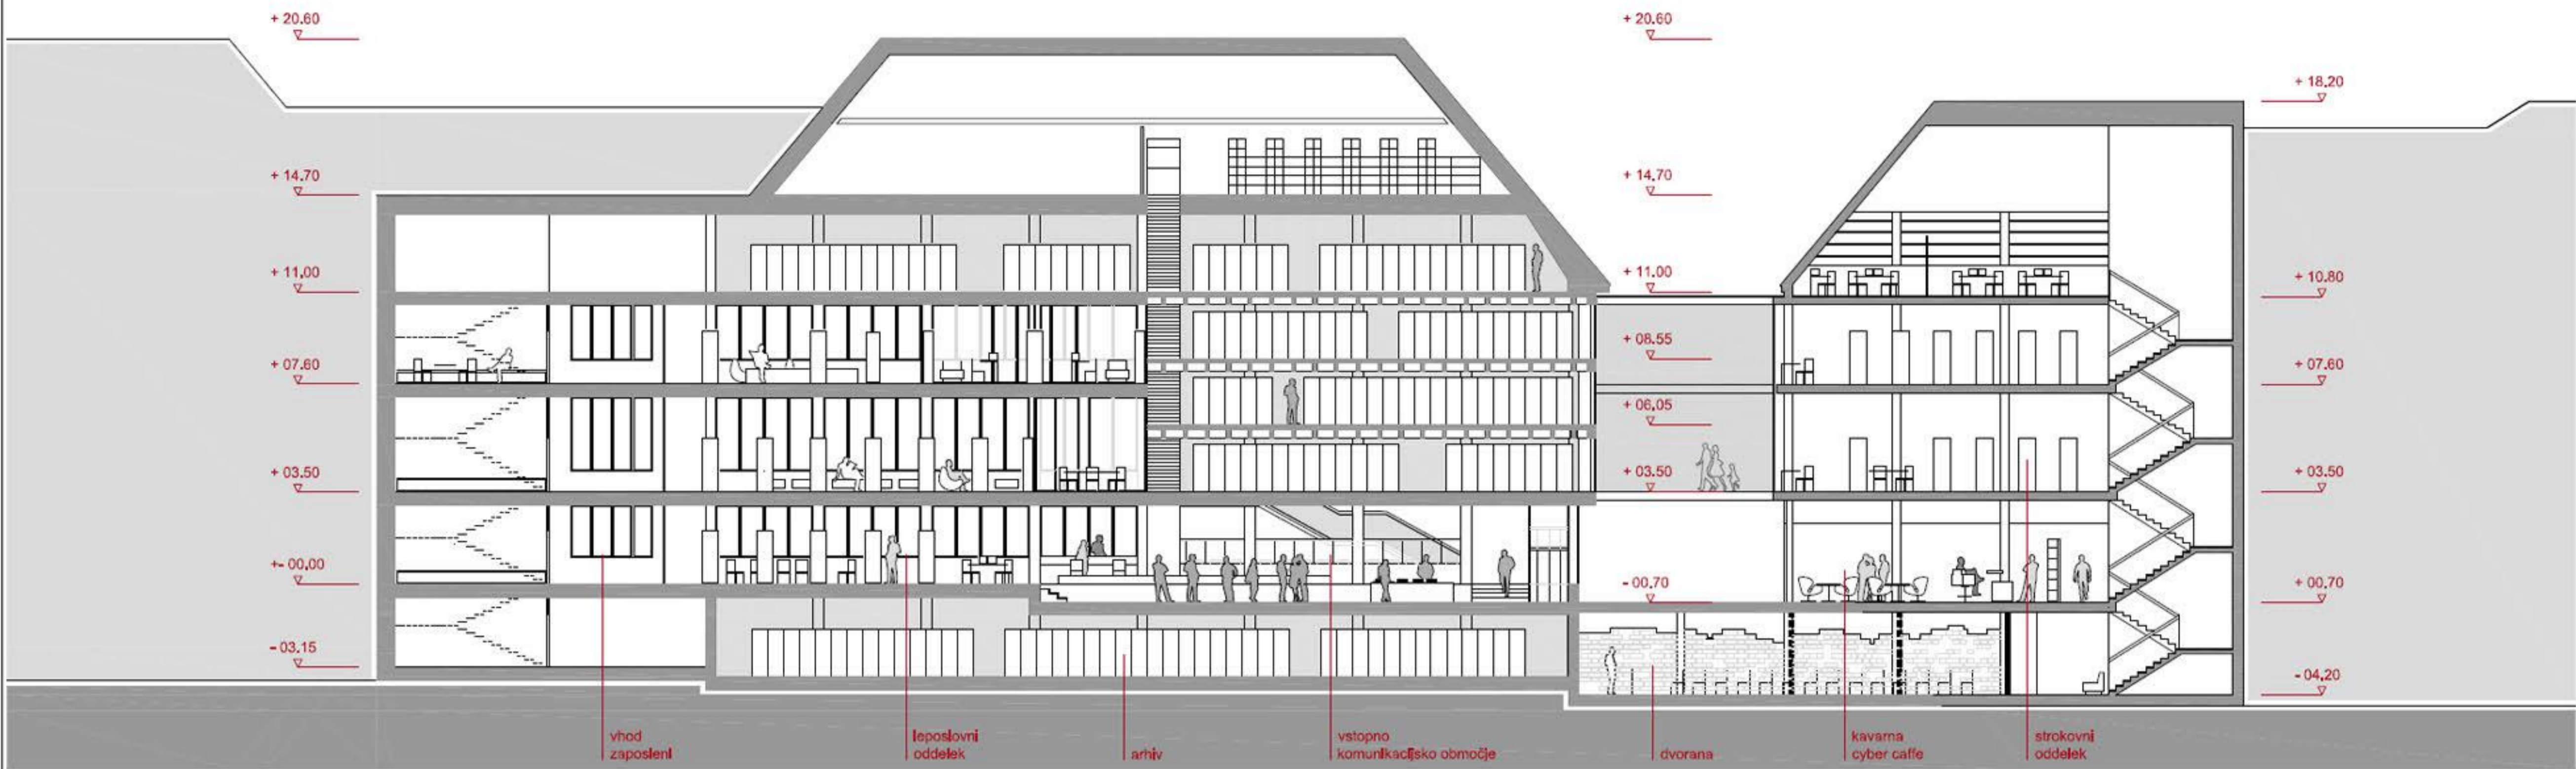 + 20.60
+ 20.60
+ 18.20
+ 14.70
+ 14.70
+ 11.00
+ 11.00
+ 10.80
+ 08.55
+ 07.60
+ 07.60
+ 06.05
+ 03.50
+ 03.50
+ 03.50
+- 00.00
- 00.70
+ 00.70
- 03.15
- 04.20
vhod
zaposleni
leposlovni
oddelek
arhiv
vstopno
komunikacijsko območje
dvorana
kavarna
cyber caffe
strokovni
oddelek